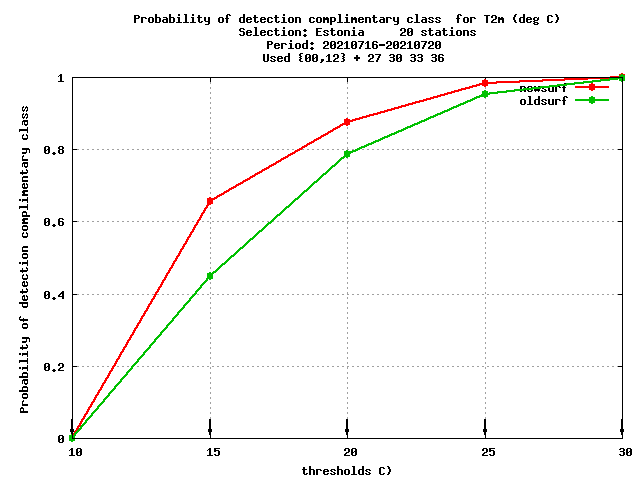 Probability of detection complimentary class  for T2m (deg C)
Selection: Estonia     20 stations
Period: 20210716-20210720
Used {00,12} + 27 30 33 36
Probability of detection complimentary class
1
0.8
0.6
0.4
0.2
0
newsurf
oldsurf
10 15 20 25 30
thresholds C)